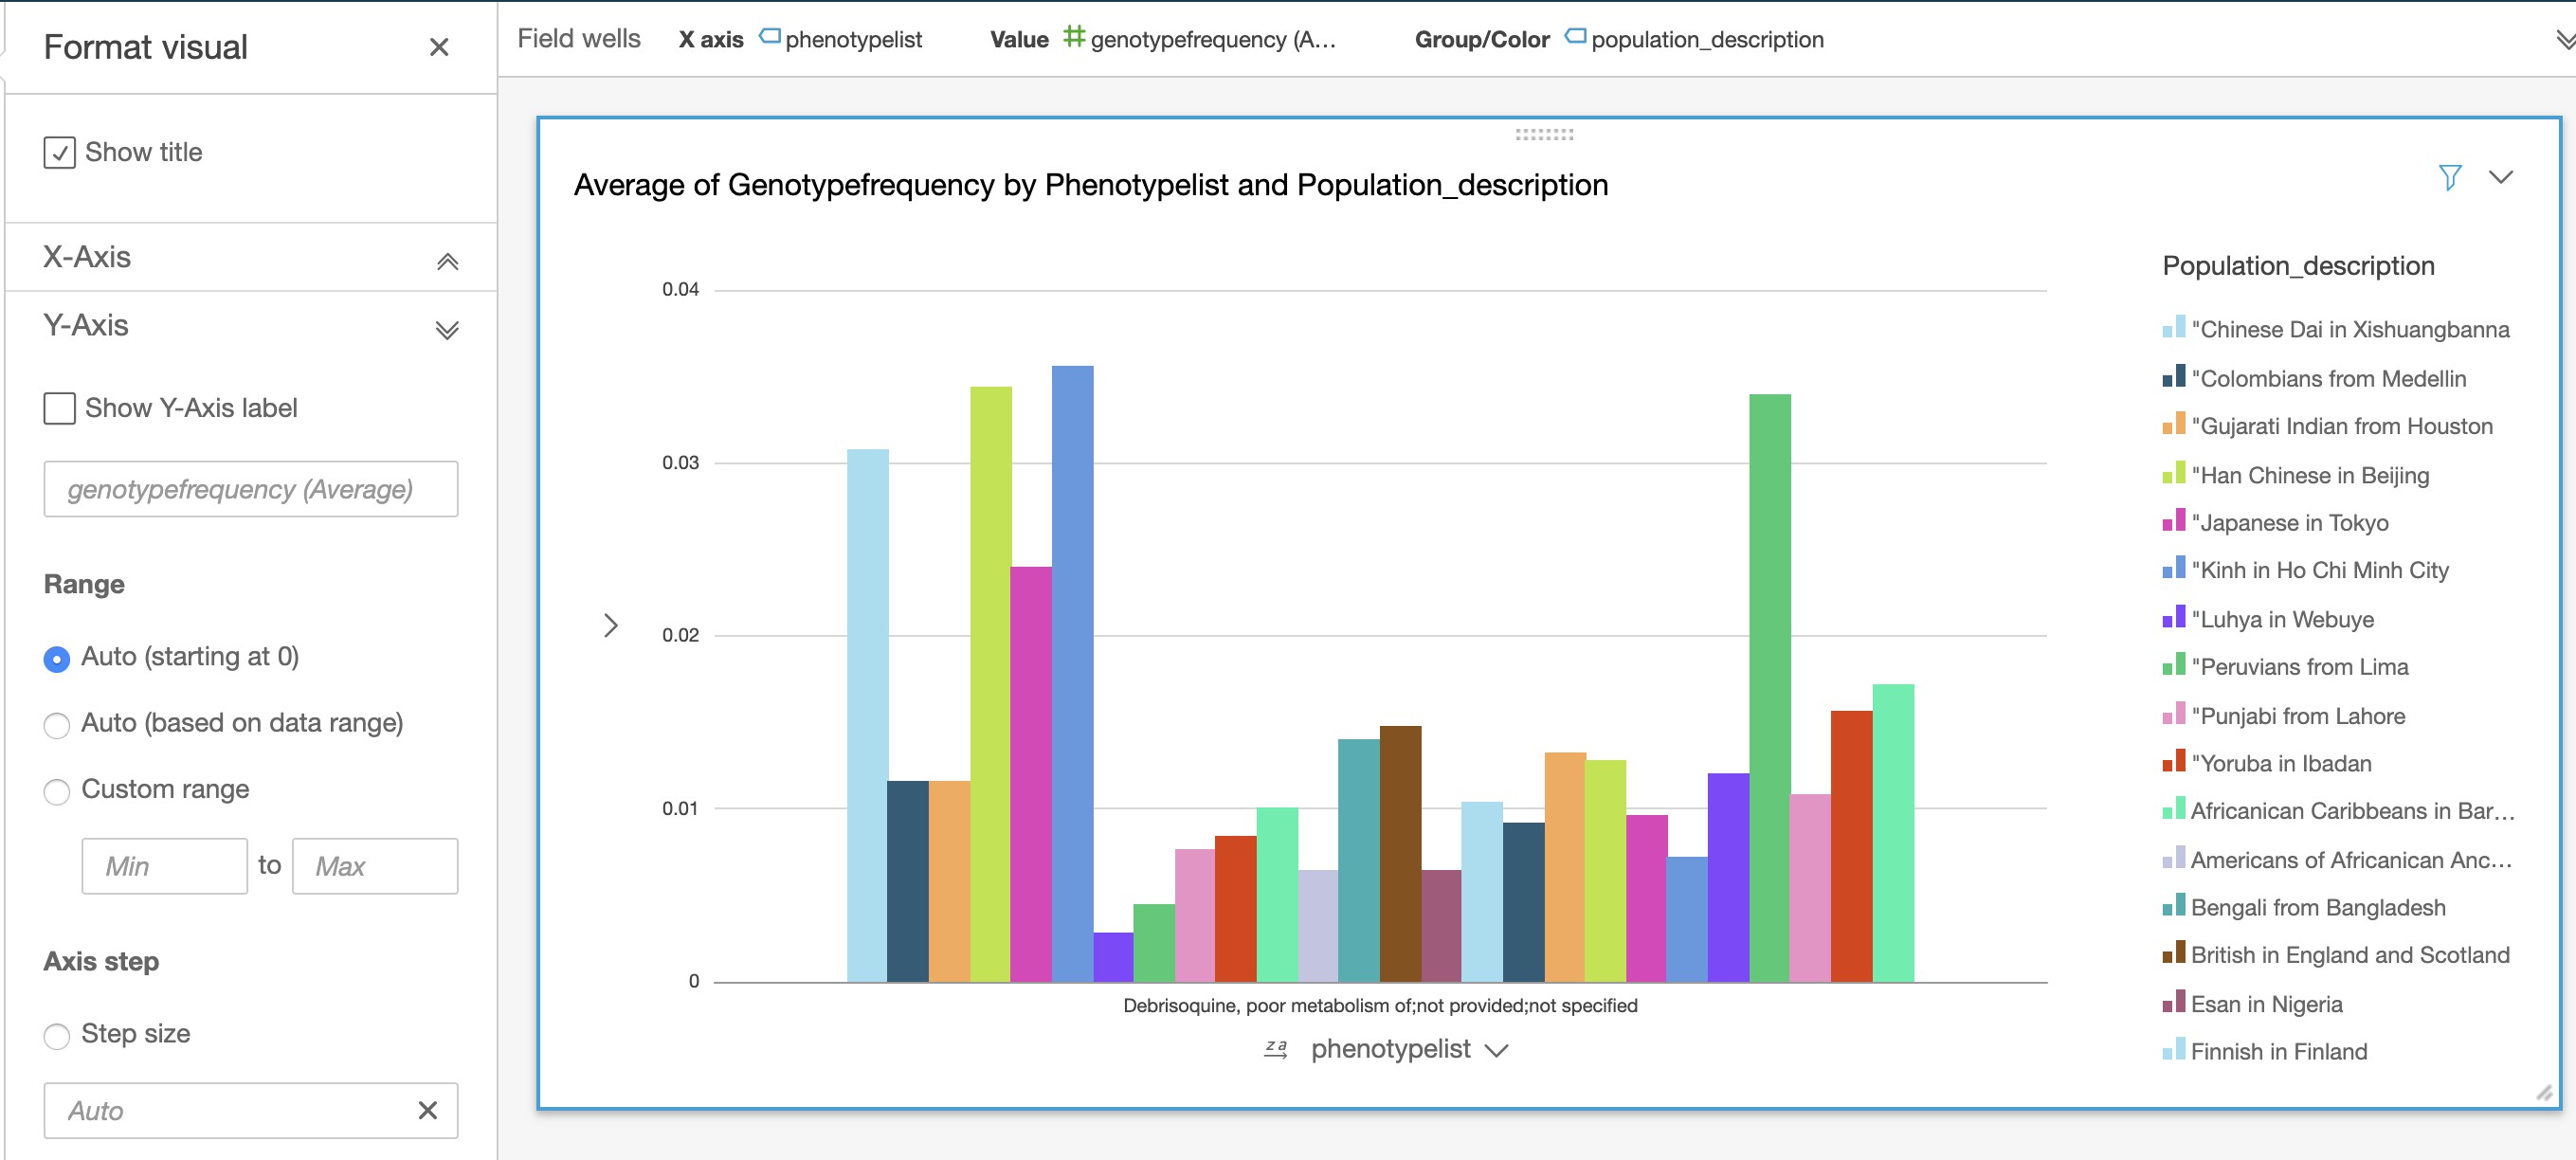 Format visual
Show title
X-Axis
Y-Axis
Show Y-Axis label
genotypefrequency (Average)
Range
Auto (starting at 0)
Auto (based on data range)
Custom range
Min to Max
Axis step
Step size
Auto
Field wells X axis phenotypelist Value genotypefrequency (A... Group/Color population_description
Average of Genotypefrequency by Phenotypelist and Population_description
0.04
0.03
0.02
0.01
0
Debrisoquine, poor metabolism of;not provided;not specified
z a phenotypelist
Population_description
"Chinese Dai in Xishuangbanna
"Colombians from Medellin
"Gujarati Indian from Houston
"Han Chinese in Beijing
"Japanese in Tokyo
"Kinh in Ho Chi Minh City
"Luhya in Webuye
"Peruvians from Lima
"Punjabi from Lahore
"Yoruba in Ibadan
Africanican Caribbeans in Bar...
Americans of Africanican Anc...
Bengali from Bangladesh
British in England and Scotland
Esan in Nigeria
Finnish in Finland